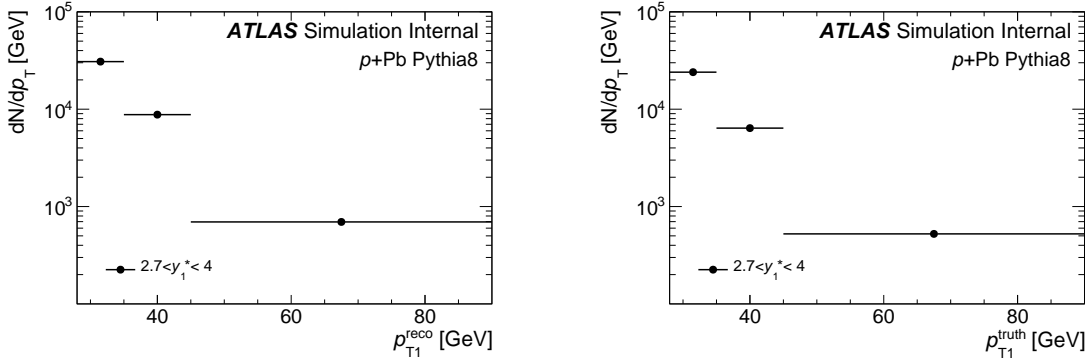 dN/dp_T [GeV]
10^5
10^4
10^3
ATLAS Simulation Internal
p+Pb Pythia8
2.7<y_1^*< 4
40 60 80
p_T1^reco [GeV]
dN/dp_T [GeV]
10^5
10^4
10^3
ATLAS Simulation Internal
p+Pb Pythia8
2.7<y_1^*< 4
40 60 80
p_T1^truth [GeV]